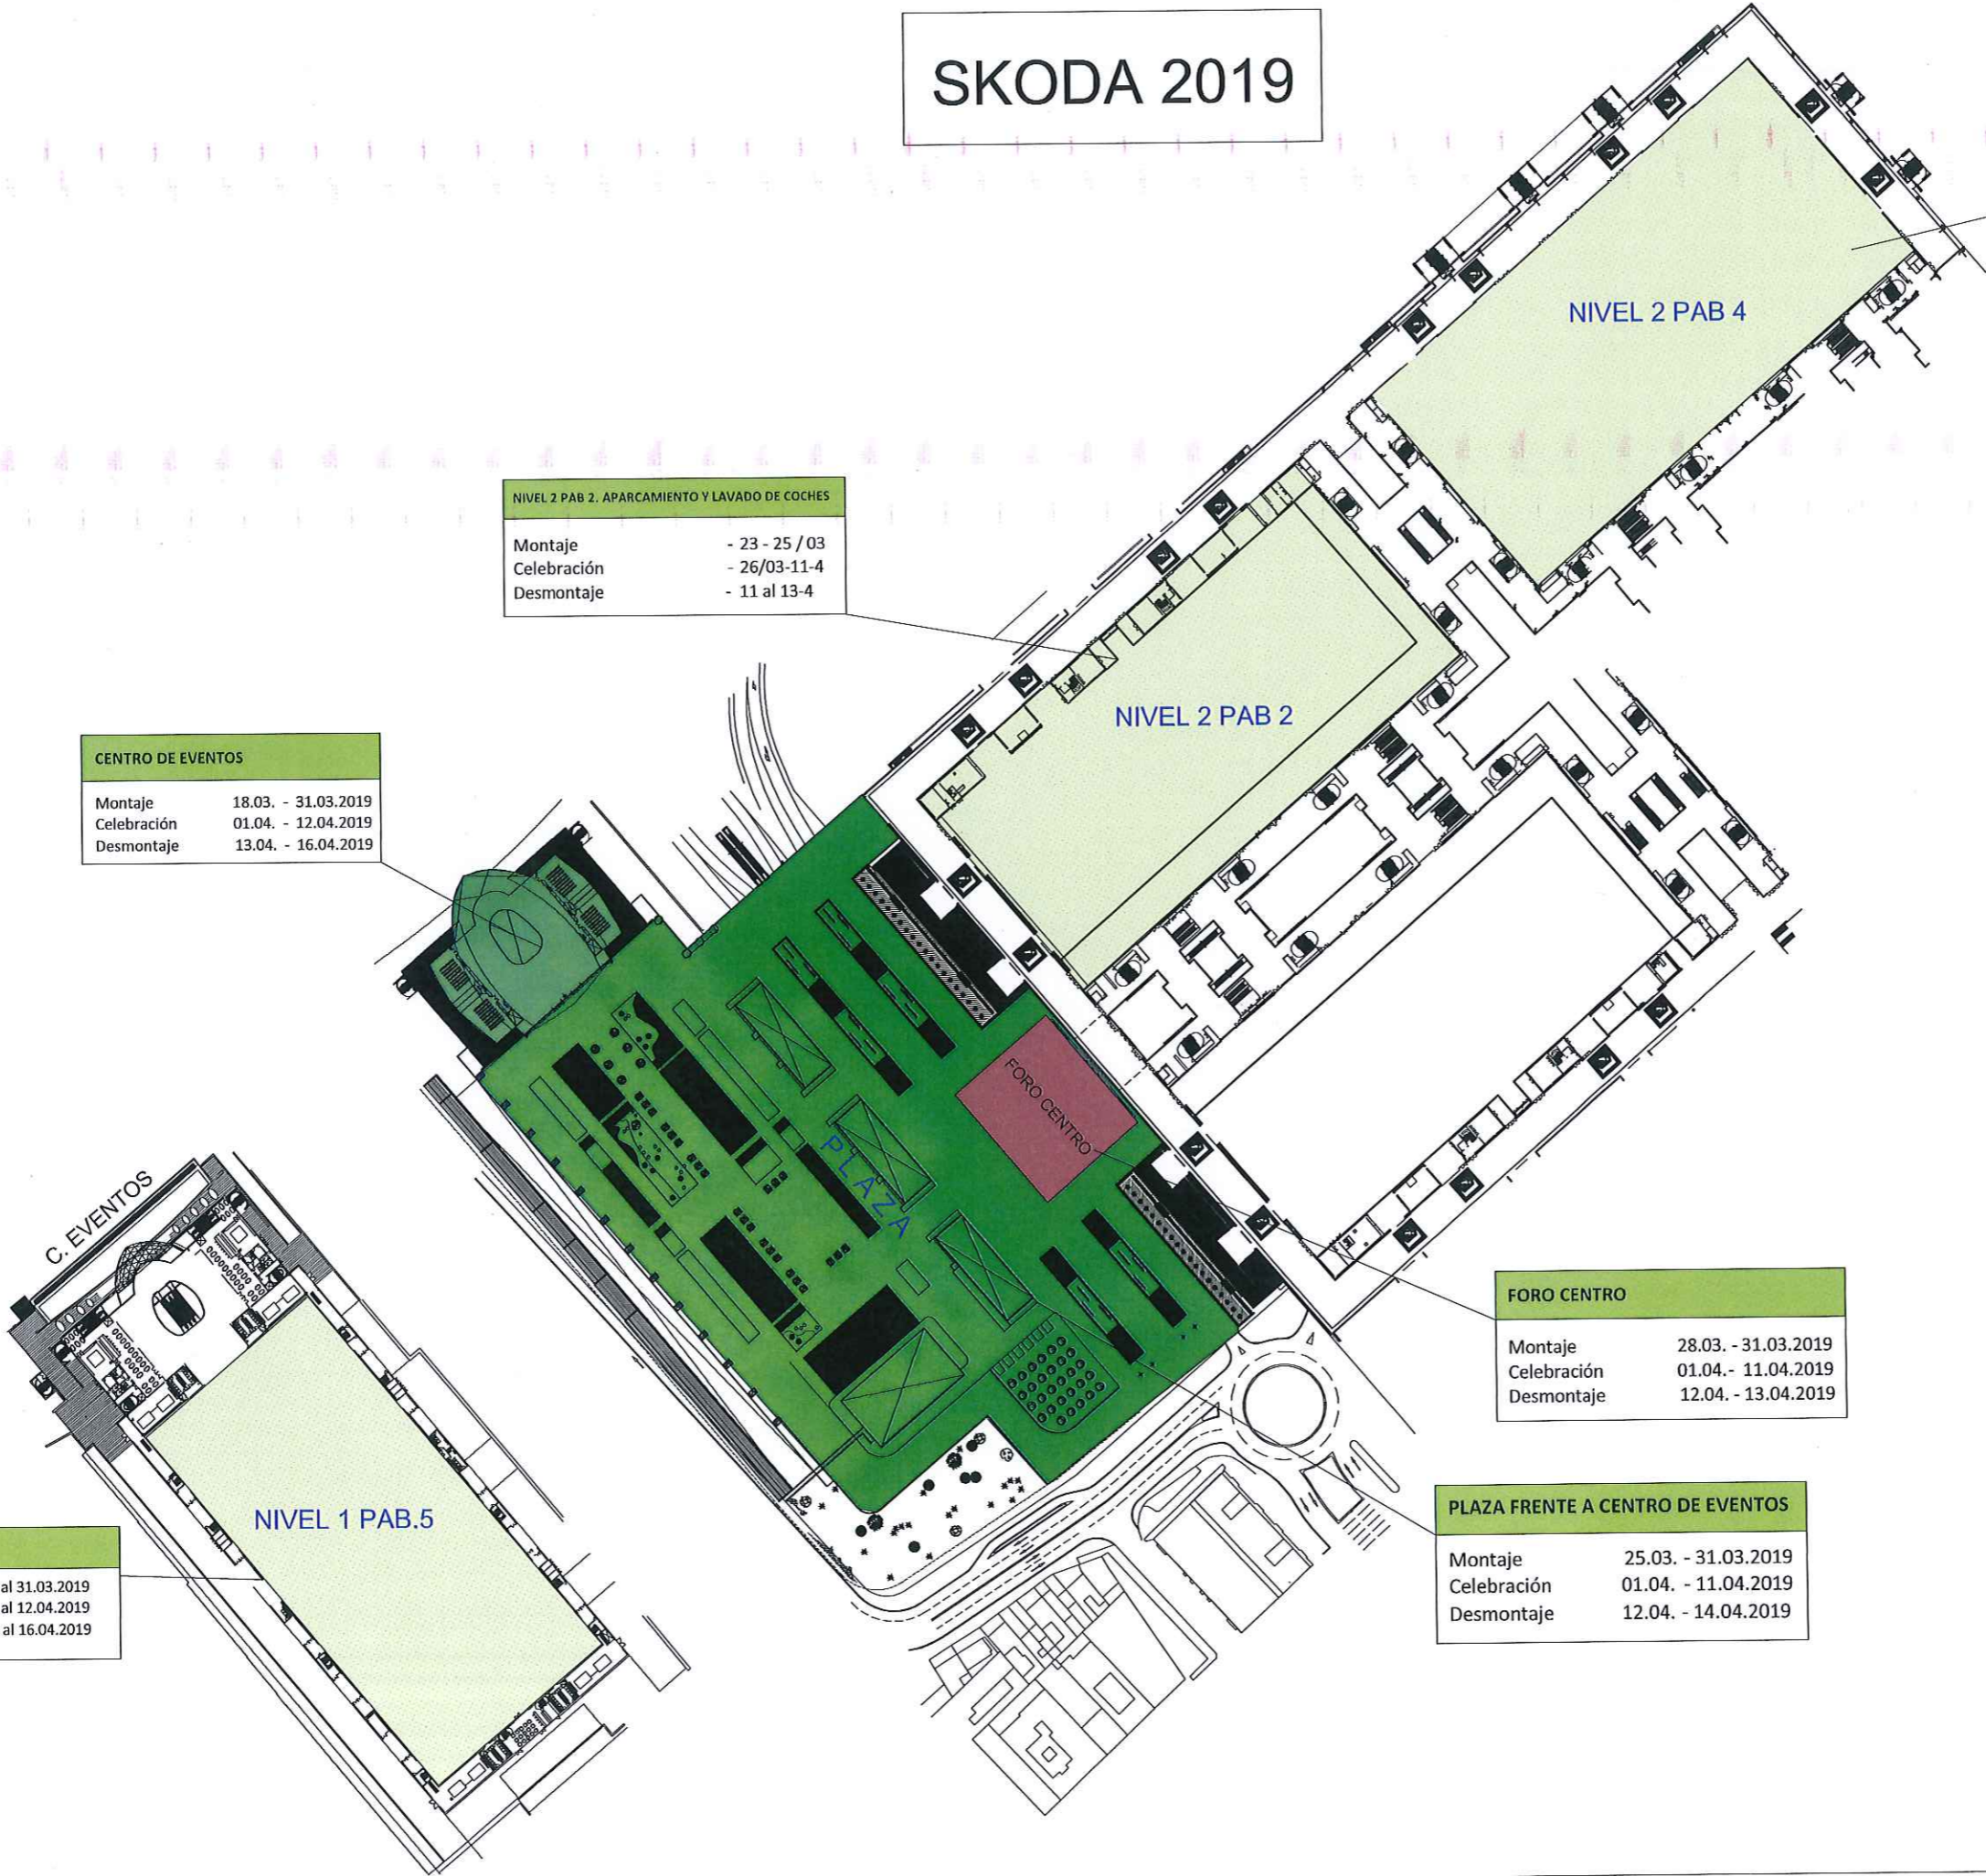 SKODA 2019
NIVEL 2 PAB 4
NIVEL 2 PAB 2. APARCAMIENTO Y LAVADO DE COCHES
Montaje - 23 - 25 / 03
Celebración - 26/03-11-4
Desmontaje - 11 al 13-4
NIVEL 2 PAB 2
CENTRO DE EVENTOS
Montaje 18.03. - 31.03.2019
Celebración 01.04. - 12.04.2019
Desmontaje 13.04. - 16.04.2019
FORO CENTRO
PLAZA
C. EVENTOS
FORO CENTRO
Montaje 28.03. - 31.03.2019
Celebración 01.04.- 11.04.2019
Desmontaje 12.04. - 13.04.2019
NIVEL 1 PAB.5
PLAZA FRENTE A CENTRO DE EVENTOS
Montaje 25.03. - 31.03.2019
Celebración 01.04. - 11.04.2019
Desmontaje 12.04. - 14.04.2019
al 31.03.2019
al 12.04.2019
al 16.04.2019